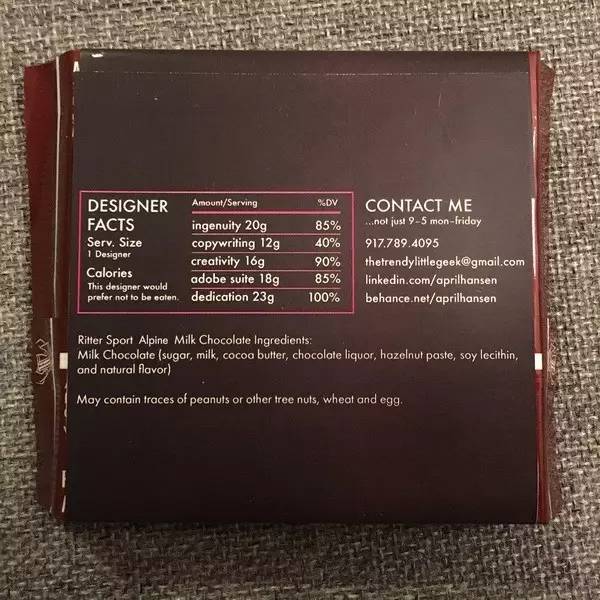 DESIGNER
FACTS
Serv. Size
1 Designer
Calories
This designer would
prefer not to be eaten.
Amount/Serving %DV
ingenuity 20g 85%
copywriting 12g 40%
creativity 16g 90%
adobe suite 18g 85%
dedication 23g 100%
CONTACT ME
...not just 9-5 mon-friday
917.789.4095
thetrendylittlegeek@gmail.com
linkedin.com/aprilhansen
behance.net/aprilhansen
Ritter Sport Alpine Milk Chocolate Ingredients:
Milk Chocolate (sugar, milk, cocoa butter, chocolate liquor, hazelnut paste, soy lecithin,
and natural flavor)
May contain traces of peanuts or other tree nuts, wheat and egg.